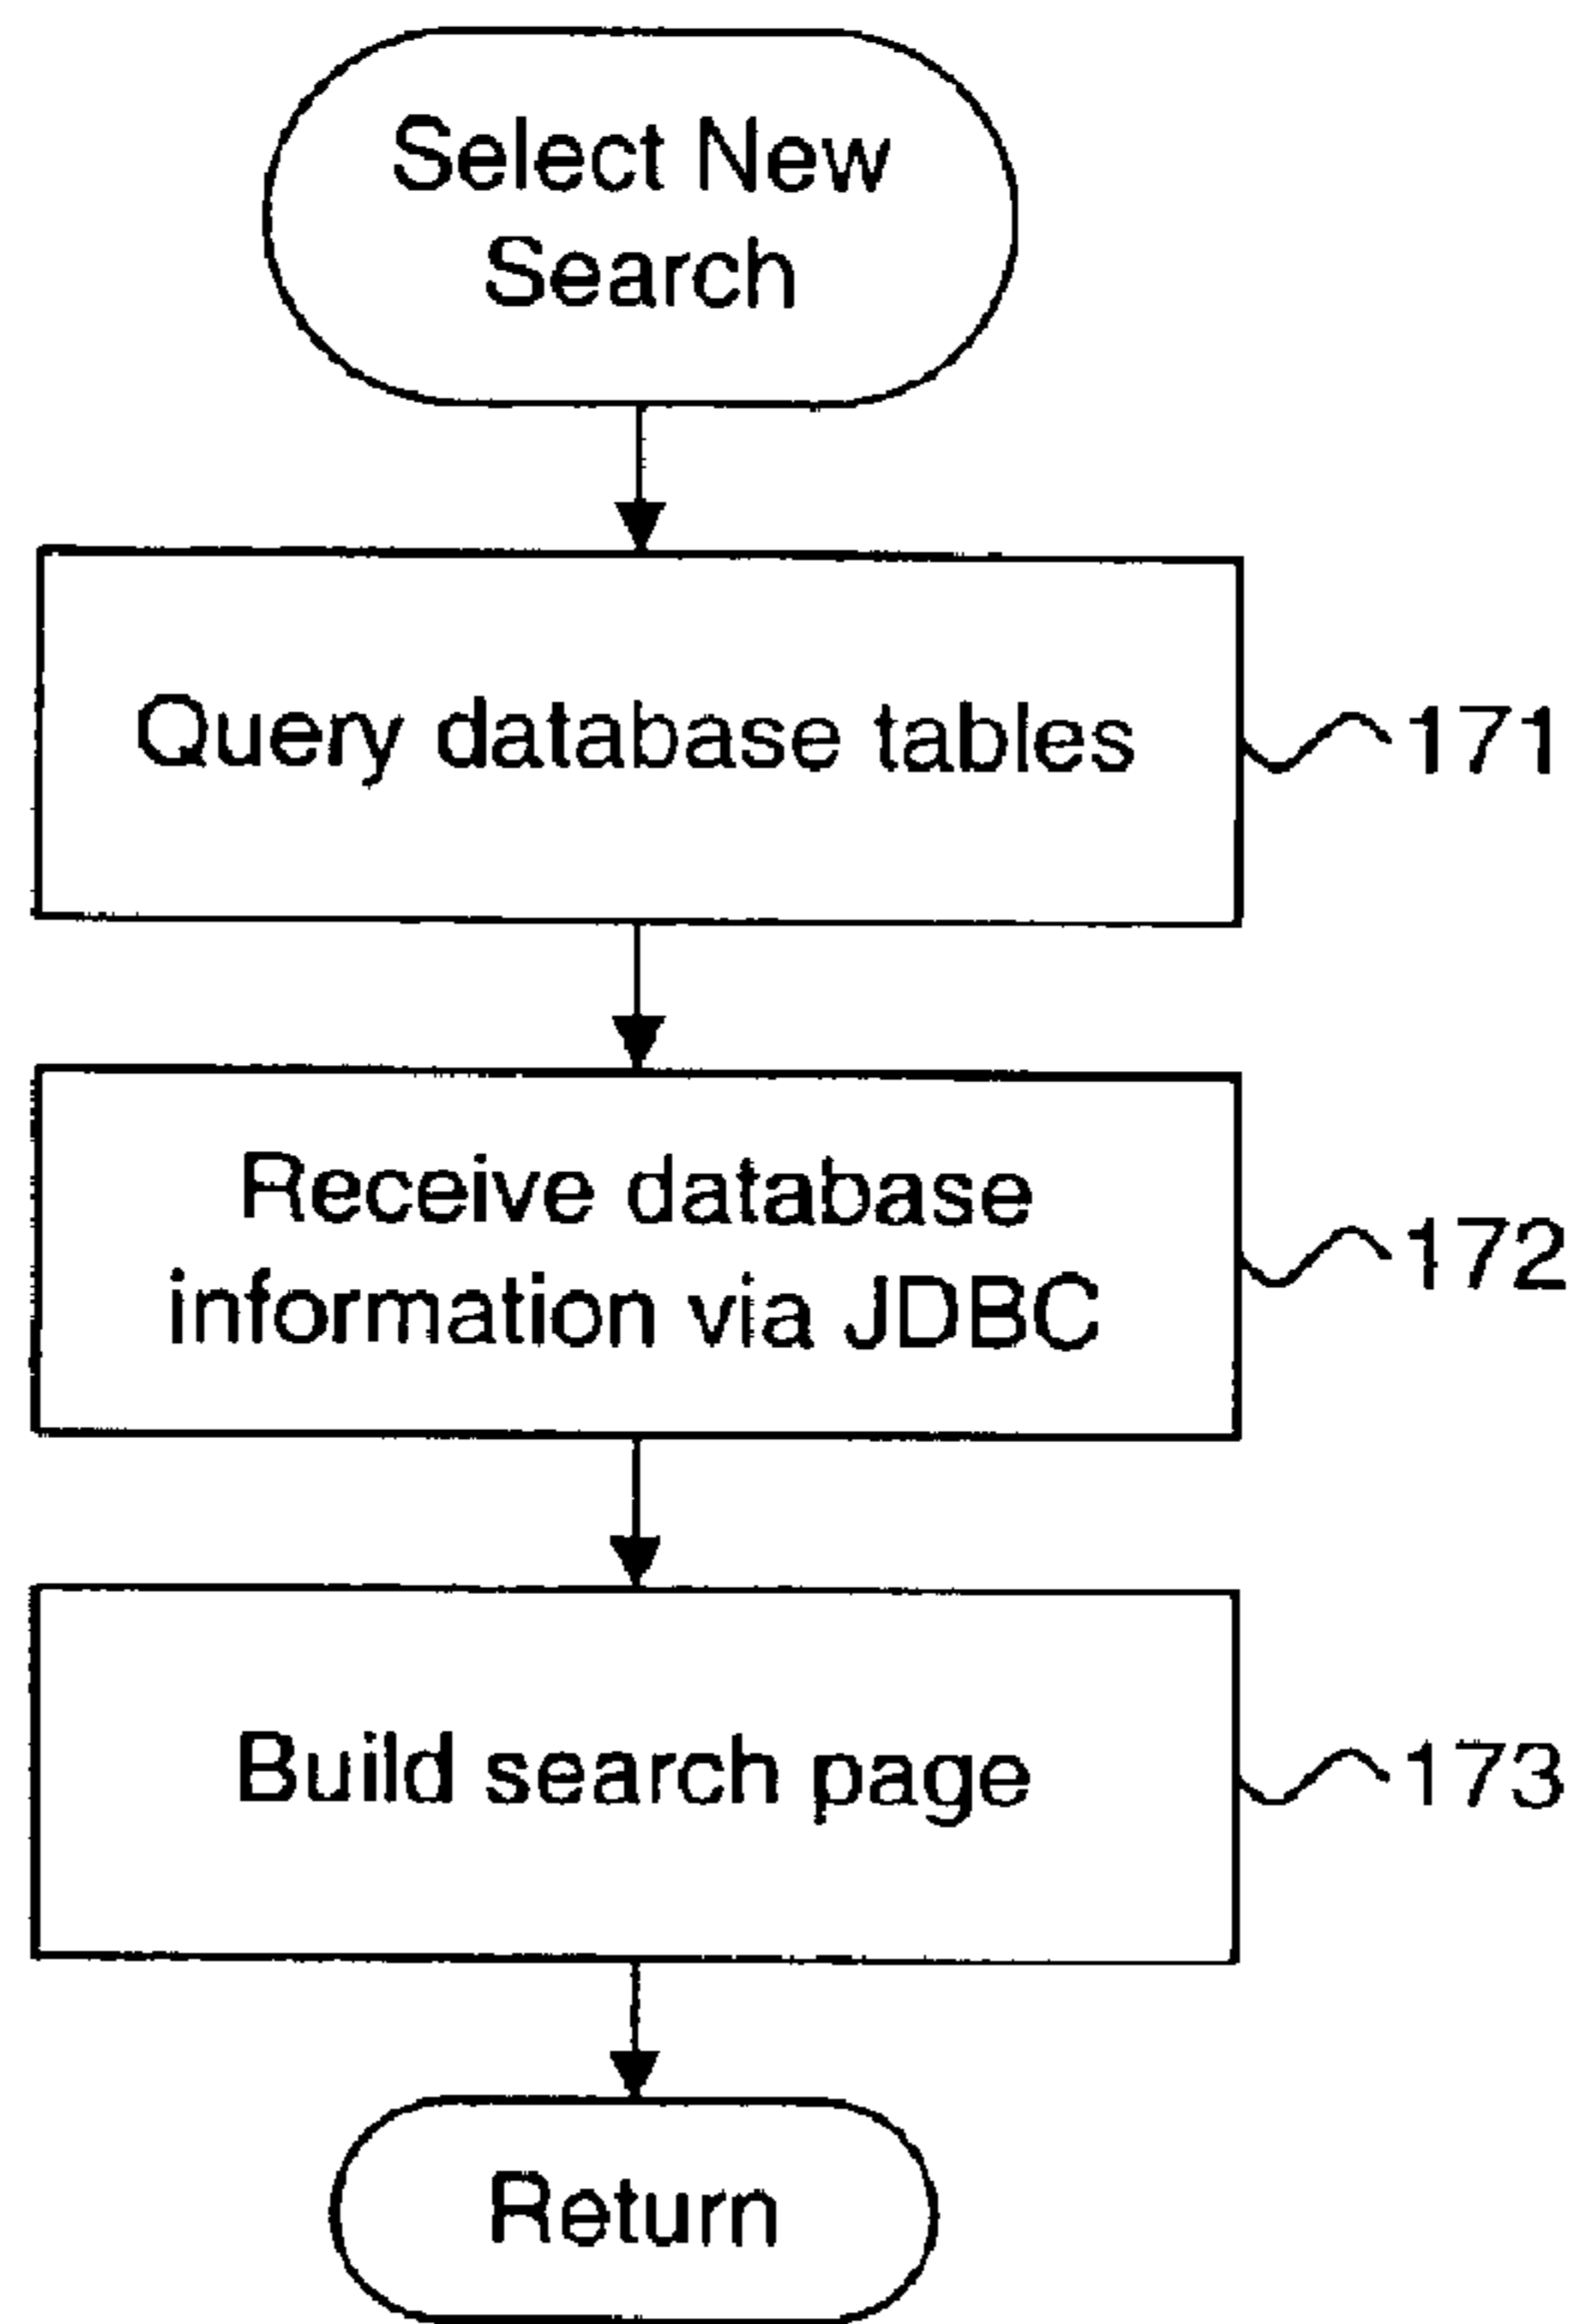 Select New
Search
Query database tables
171
Receive database
information via JDBC
172
Build search page
173
Return